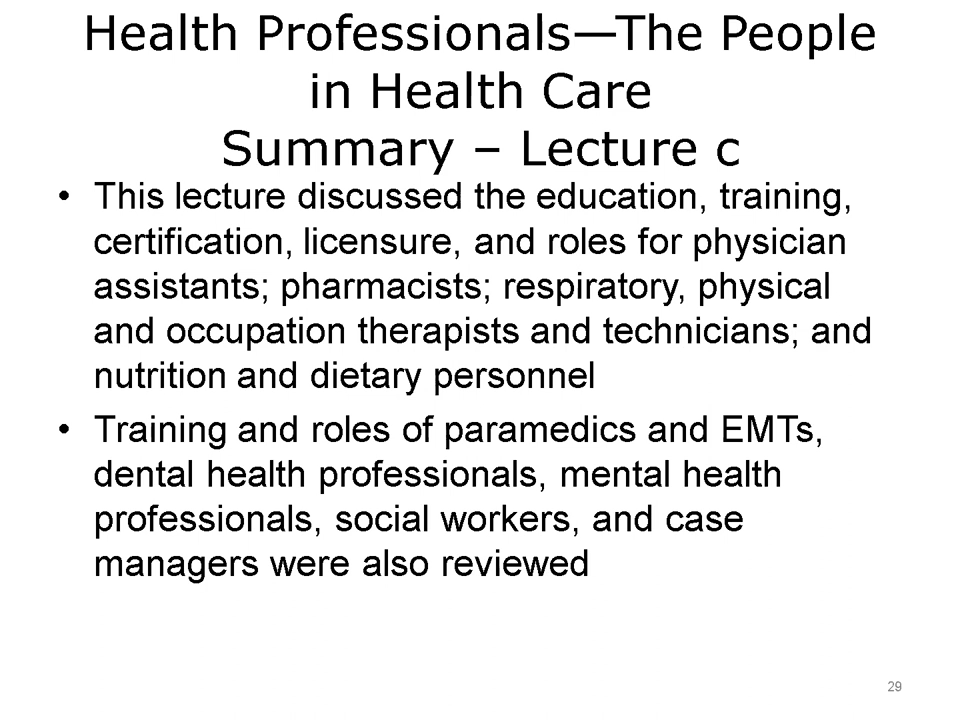 Health Professionals—The People
in Health Care
Summary – Lecture c
• This lecture discussed the education, training,
certification, licensure, and roles for physician
assistants; pharmacists; respiratory, physical
and occupation therapists and technicians; and
nutrition and dietary personnel
• Training and roles of paramedics and EMTs,
dental health professionals, mental health
professionals, social workers, and case
managers were also reviewed
29